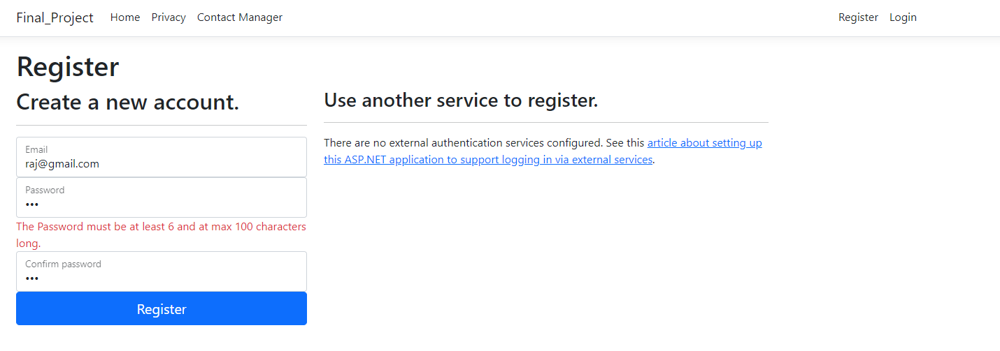 Final_Project Home Privacy Contact Manager Register Login
Register
Create a new account.
Email
raj@gmail.com
Password
•••
The Password must be at least 6 and at max 100 characters
long.
Confirm password
•••
Register
Use another service to register.
There are no external authentication services configured. See this article about setting up
this ASP.NET application to support logging in via external services.